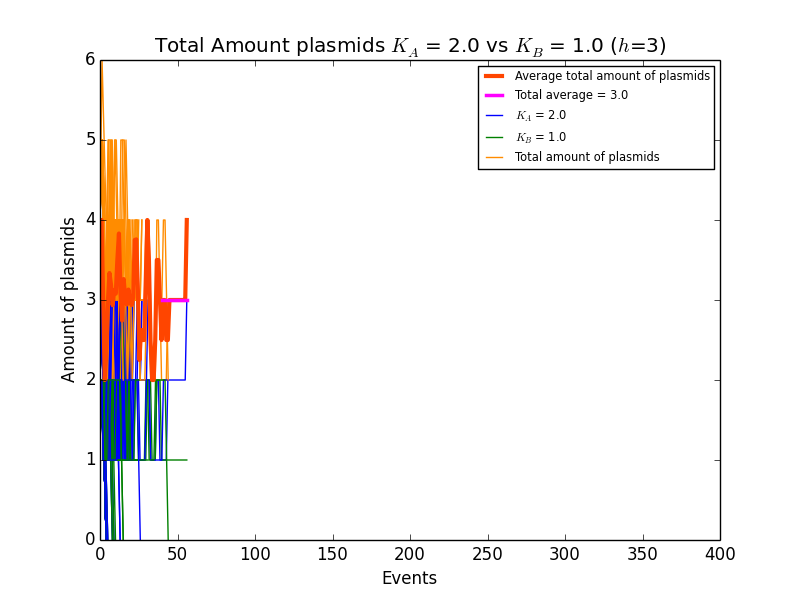 Total Amount plasmids K_A = 2.0 vs K_B = 1.0 (h=3)
Average total amount of plasmids
Total average = 3.0
K_A = 2.0
K_B = 1.0
Total amount of plasmids
6
5
4
3
2
1
0
Amount of plasmids
0 50 100 150 200 250 300 350 400
Events